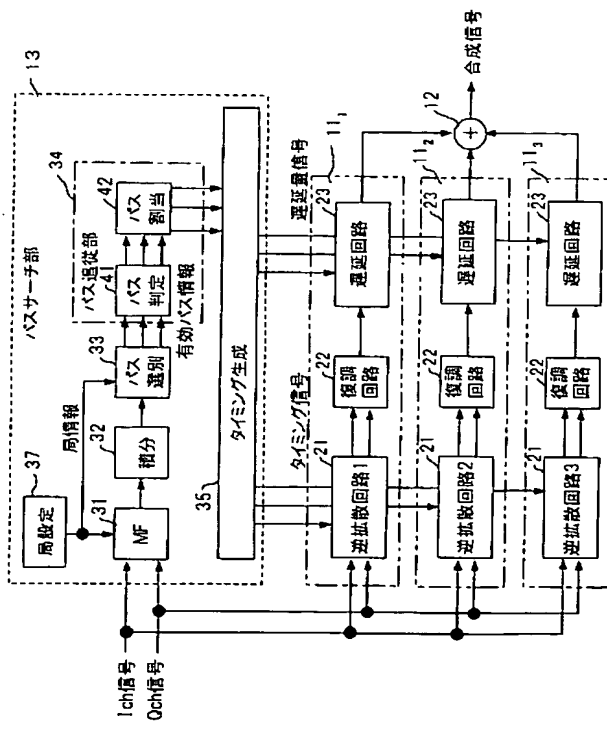 パスサーチ部
13
37
局設定
局情報
31
MF
32
積分
33
パス
選別
34
パス追従部
41
パス
判定
42
パス
割当
有効パス情報
35
タイミング生成
Ich信号
Qch信号
タイミング信号
遅延量信号
11₁
21
逆拡散回路1
22
復調
回路
23
遅延回路
12
+
合成信号
11₂
21
逆拡散回路2
22
復調
回路
23
遅延回路
11₃
21
逆拡散回路3
22
復調
回路
23
遅延回路